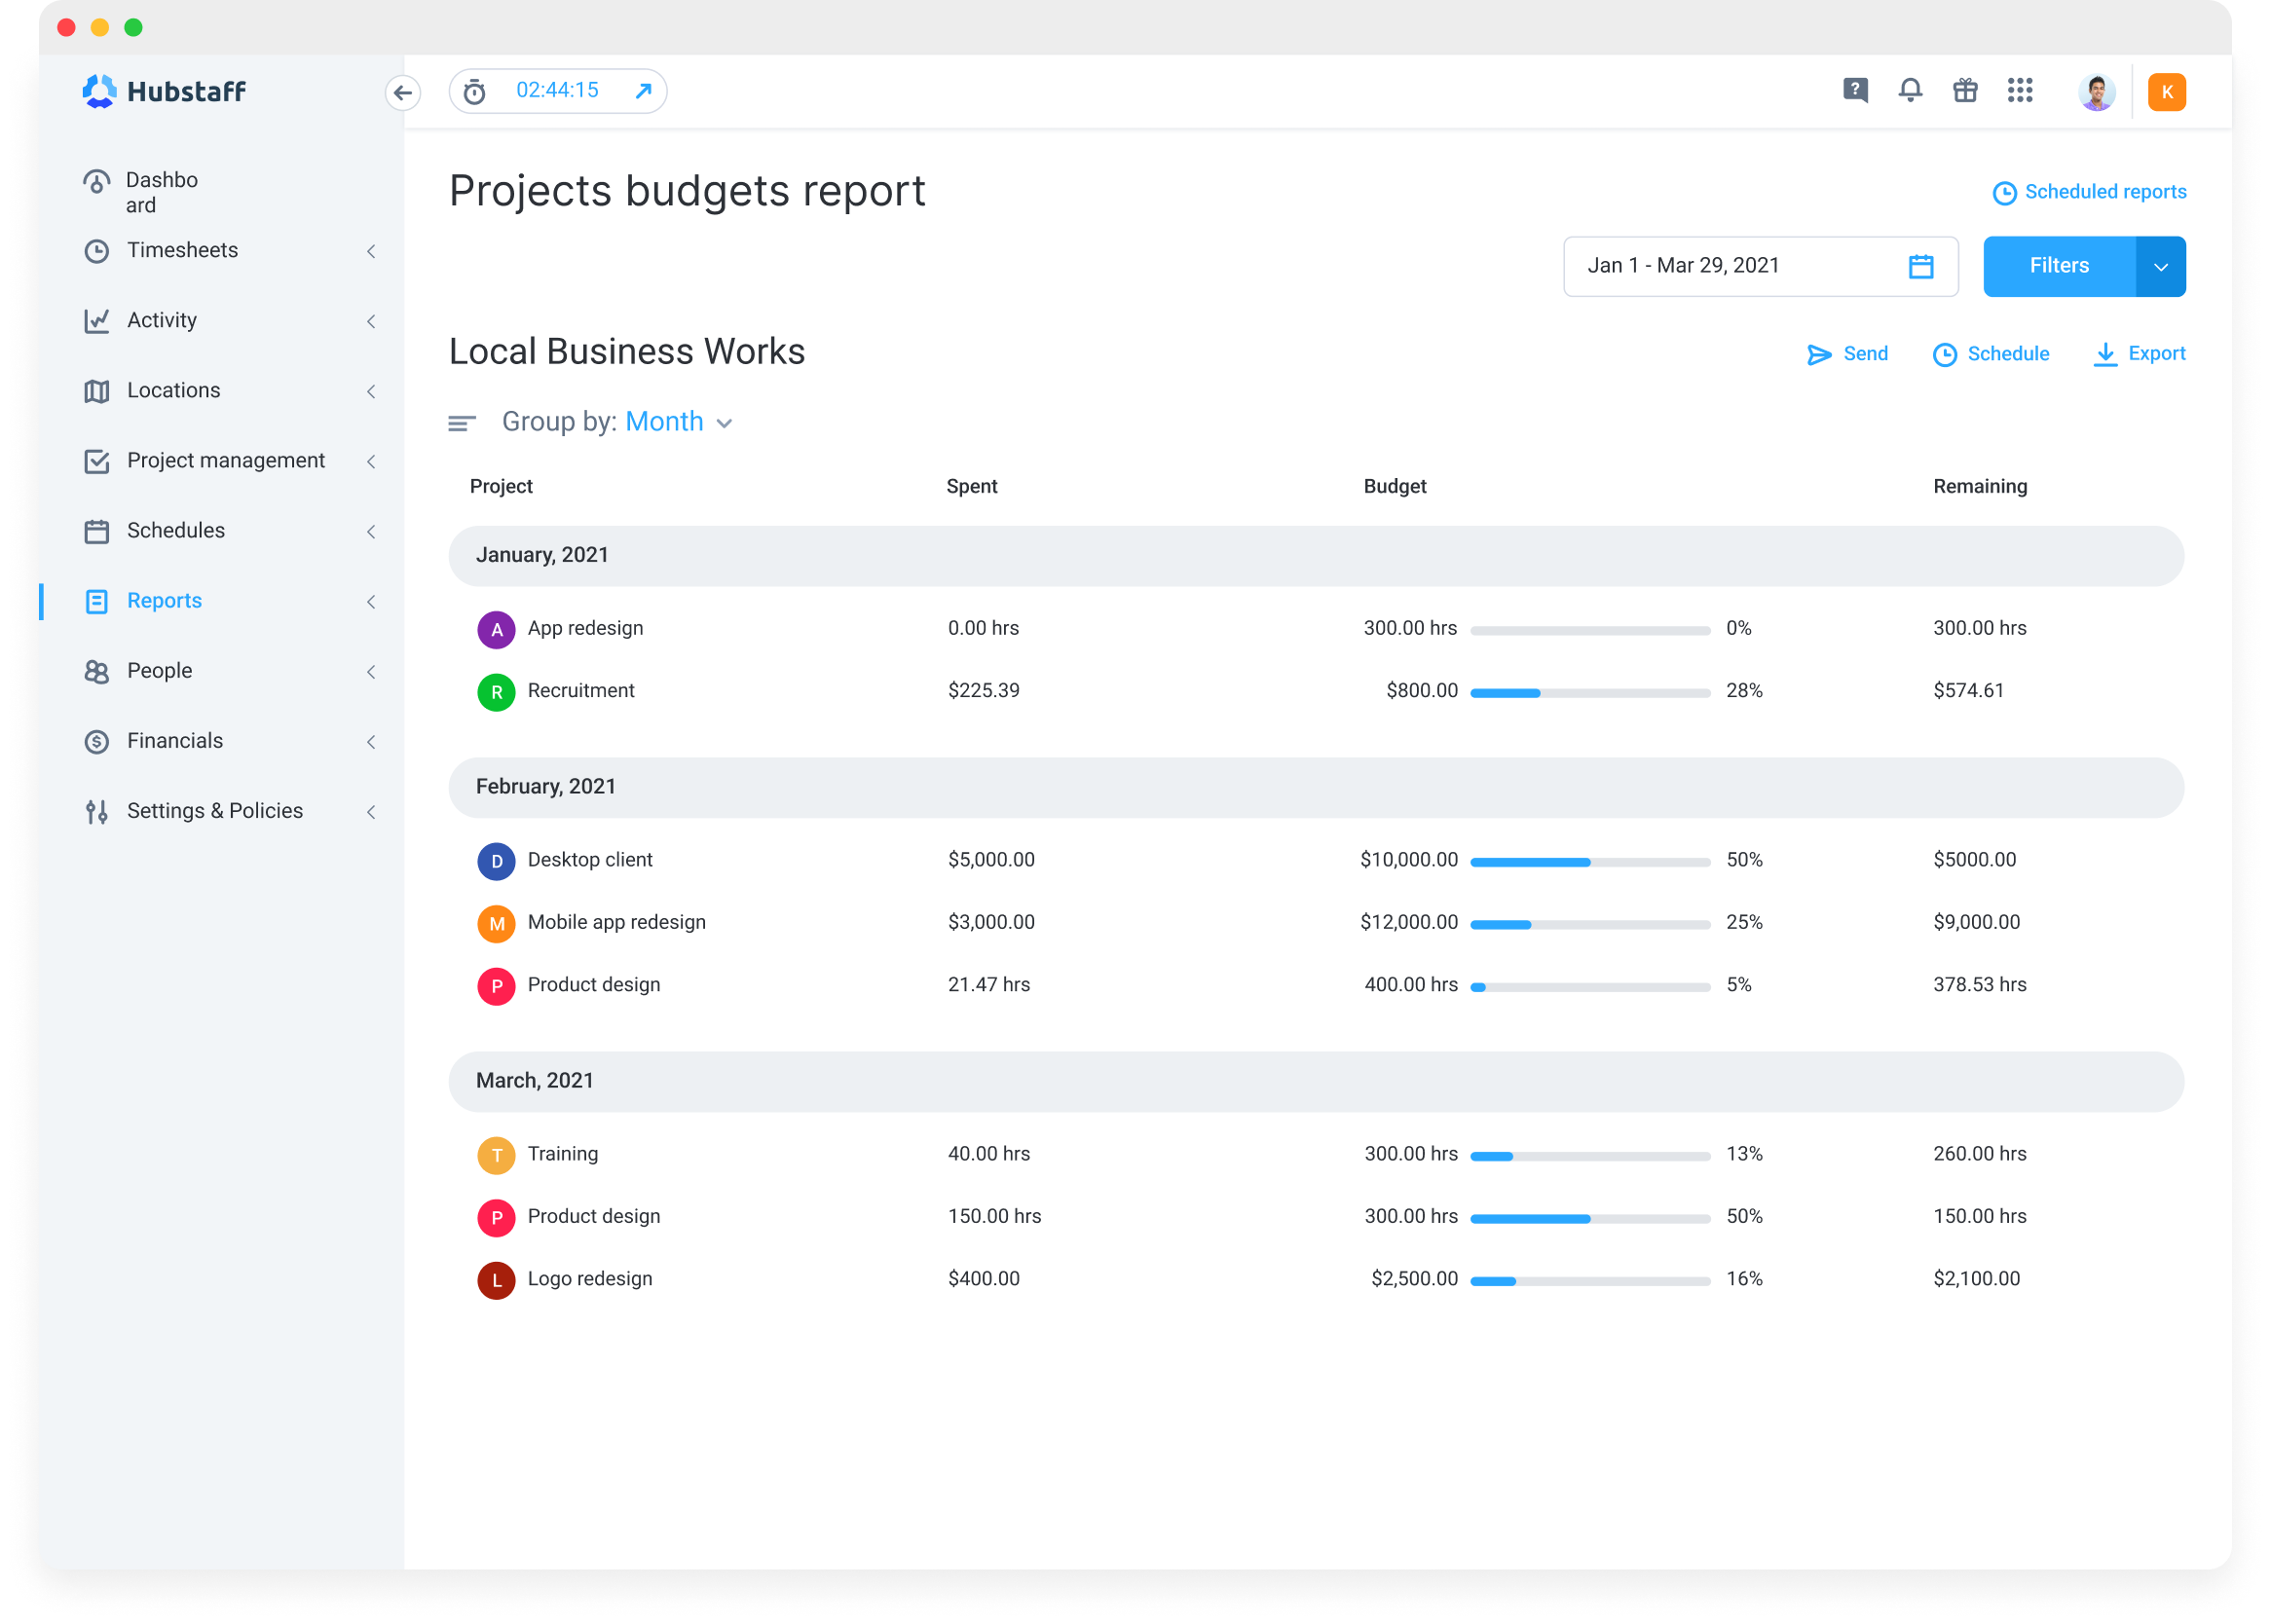 Hubstaff
02:44:15
?
K
Dashbo
ard
Timesheets
Activity
Locations
Project management
Schedules
Reports
People
Financials
Settings & Policies
Projects budgets report
Scheduled reports
Jan 1 - Mar 29, 2021
Filters
Local Business Works
Send Schedule Export
Group by: Month
Project Spent Budget Remaining
January, 2021
A App redesign 0.00 hrs 300.00 hrs 0% 300.00 hrs
R Recruitment $225.39 $800.00 28% $574.61
February, 2021
D Desktop client $5,000.00 $10,000.00 50% $5000.00
M Mobile app redesign $3,000.00 $12,000.00 25% $9,000.00
P Product design 21.47 hrs 400.00 hrs 5% 378.53 hrs
March, 2021
T Training 40.00 hrs 300.00 hrs 13% 260.00 hrs
P Product design 150.00 hrs 300.00 hrs 50% 150.00 hrs
L Logo redesign $400.00 $2,500.00 16% $2,100.00